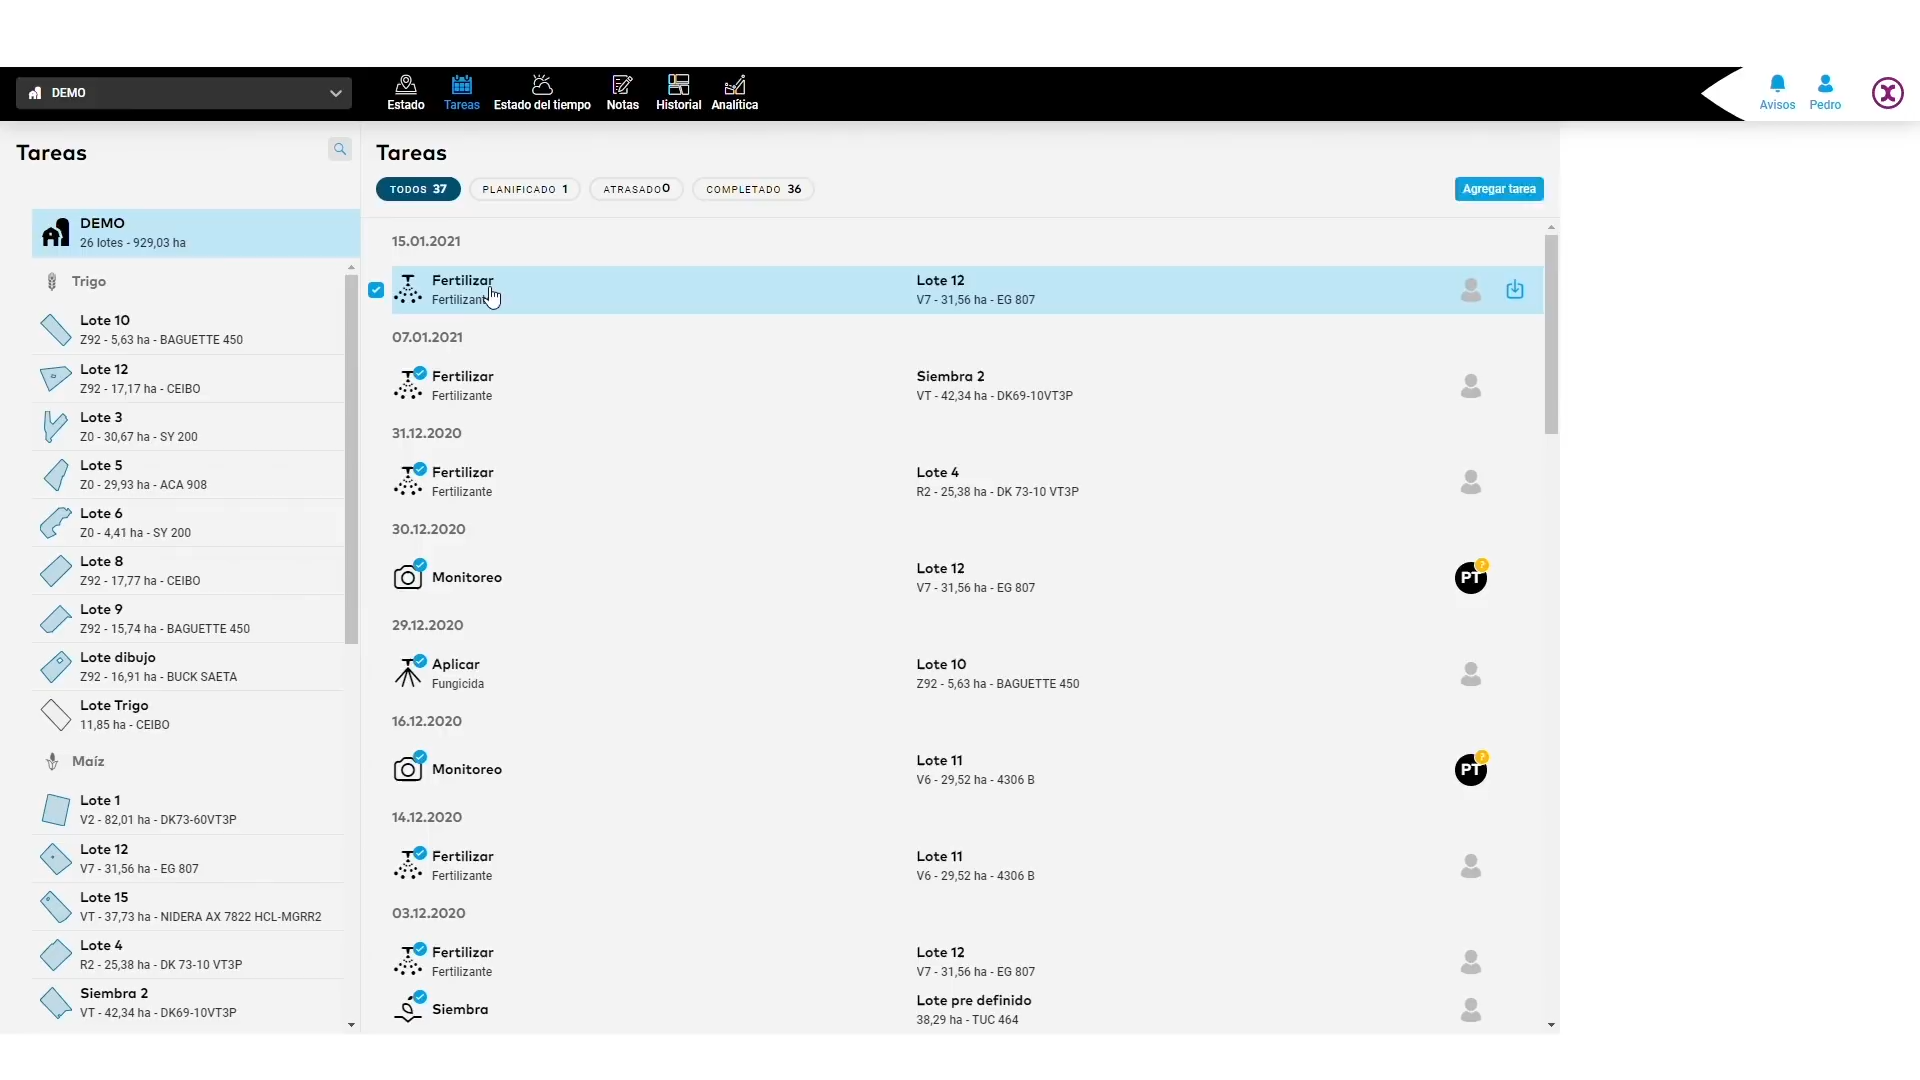 DEMO
Estado
Tareas
Estado del tiempo
Notas
Historial
Analítica
Avisos
Pedro
Tareas
DEMO
26 lotes - 929,03 ha
Trigo
Lote 10
Z92 - 5,63 ha - BAGUETTE 450
Lote 12
Z92 - 17,17 ha - CEIBO
Lote 3
Z0 - 30,67 ha - SY 200
Lote 5
Z0 - 29,93 ha - ACA 908
Lote 6
Z0 - 4,41 ha - SY 200
Lote 8
Z92 - 17,77 ha - CEIBO
Lote 9
Z92 - 15,74 ha - BAGUETTE 450
Lote dibujo
Z92 - 16,91 ha - BUCK SAETA
Lote Trigo
11,85 ha - CEIBO
Maíz
Lote 1
V2 - 82,01 ha - DK73-60VT3P
Lote 12
V7 - 31,56 ha - EG 807
Lote 15
VT - 37,73 ha - NIDERA AX 7822 HCL-MGRR2
Lote 4
R2 - 25,38 ha - DK 73-10 VT3P
Siembra 2
VT - 42,34 ha - DK69-10VT3P
Tareas
TODOS 37
PLANIFICADO 1
ATRASADO0
COMPLETADO 36
Agregar tarea
15.01.2021
Fertilizar
Fertilizante
Lote 12
V7 - 31,56 ha - EG 807
07.01.2021
Fertilizar
Fertilizante
Siembra 2
VT - 42,34 ha - DK69-10VT3P
31.12.2020
Fertilizar
Fertilizante
Lote 4
R2 - 25,38 ha - DK 73-10 VT3P
30.12.2020
Monitoreo
Lote 12
V7 - 31,56 ha - EG 807
PT ?
29.12.2020
Aplicar
Fungicida
Lote 10
Z92 - 5,63 ha - BAGUETTE 450
16.12.2020
Monitoreo
Lote 11
V6 - 29,52 ha - 4306 B
PT ?
14.12.2020
Fertilizar
Fertilizante
Lote 11
V6 - 29,52 ha - 4306 B
03.12.2020
Fertilizar
Fertilizante
Lote 12
V7 - 31,56 ha - EG 807
Siembra
Lote pre definido
38,29 ha - TUC 464